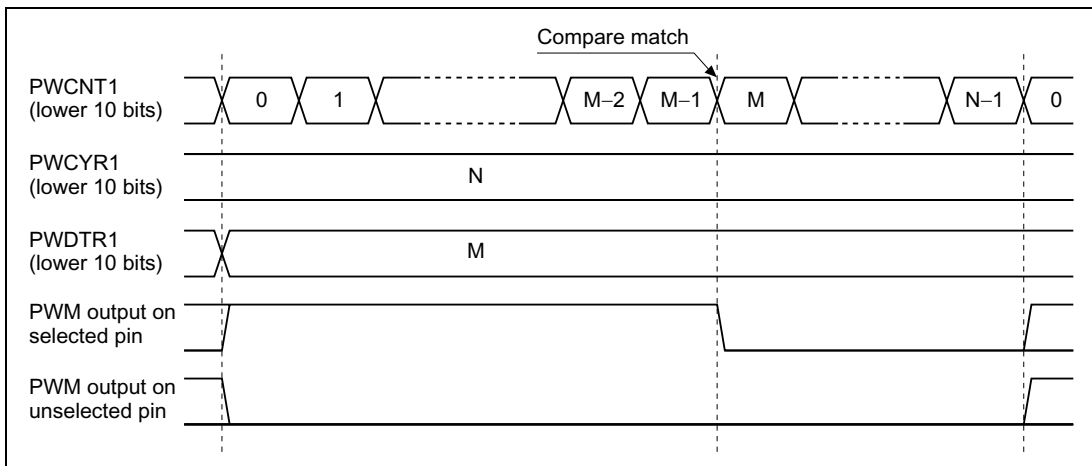 Compare match
PWCNT1
(lower 10 bits)
0 1 M–2 M–1 M N–1 0
PWCYR1
(lower 10 bits)
N
PWDTR1
(lower 10 bits)
M
PWM output on
selected pin
PWM output on
unselected pin